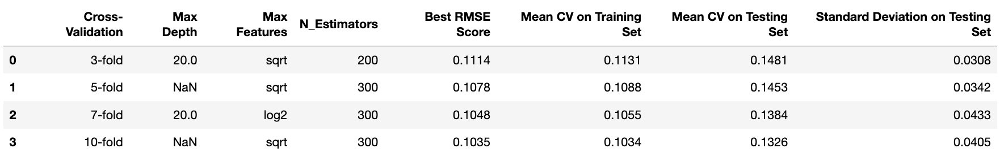 Cross-Validation Max Depth Max Features N_Estimators Best RMSE Score Mean CV on Training Set Mean CV on Testing Set Standard Deviation on Testing Set
0 3-fold 20.0 sqrt 200 0.1114 0.1131 0.1481 0.0308
1 5-fold NaN sqrt 300 0.1078 0.1088 0.1453 0.0342
2 7-fold 20.0 log2 300 0.1048 0.1055 0.1384 0.0433
3 10-fold NaN sqrt 300 0.1035 0.1034 0.1326 0.0405